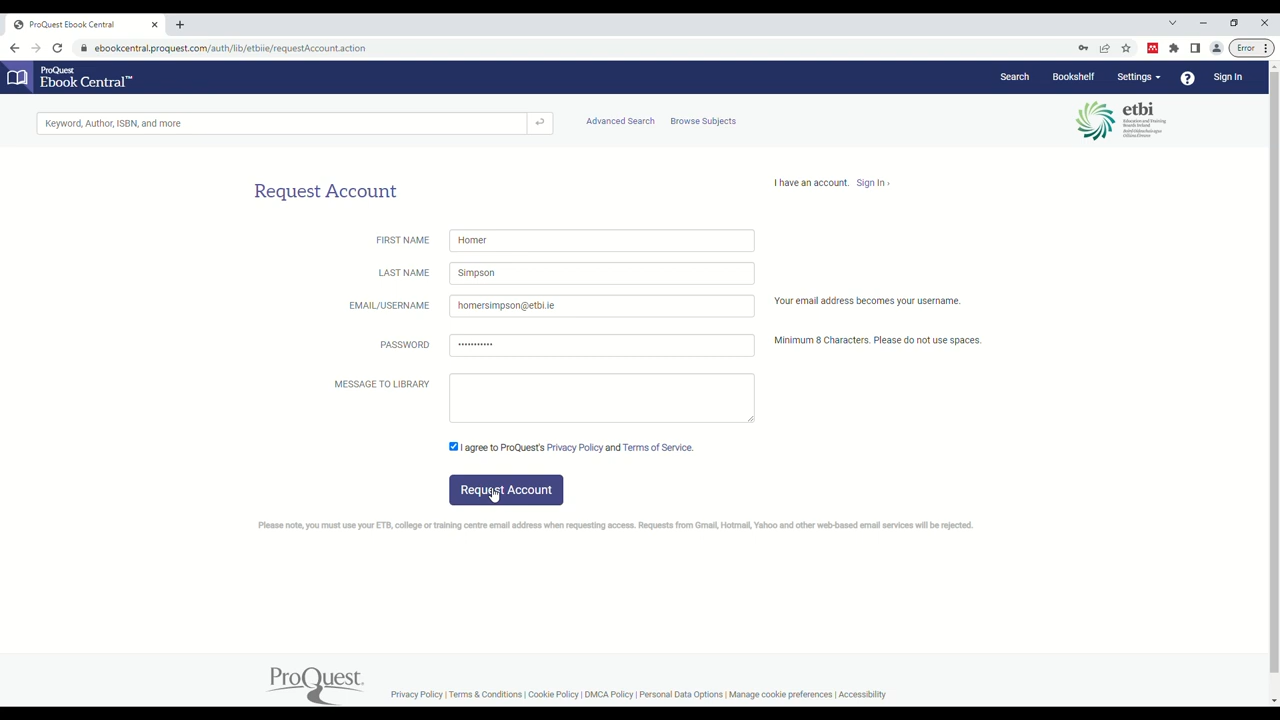 ProQuest Ebook Central
ebookcentral.proquest.com/auth/lib/etbiie/requestAccount.action
Error
ProQuest
Ebook Central™
Search
Bookshelf
Settings
?
Sign In
Keyword, Author, ISBN, and more
Advanced Search
Browse Subjects
etbi
Education and Training
Boards Ireland
Request Account
I have an account. Sign In ›
FIRST NAME
Homer
LAST NAME
Simpson
EMAIL/USERNAME
homersimpson@etbi.ie
Your email address becomes your username.
PASSWORD
•••••••••••
Minimum 8 Characters. Please do not use spaces.
MESSAGE TO LIBRARY
I agree to ProQuest's Privacy Policy and Terms of Service.
Request Account
Please note, you must use your ETB, college or training centre email address when requesting access. Requests from Gmail, Hotmail, Yahoo and other web-based email services will be rejected.
ProQuest.
Privacy Policy | Terms & Conditions | Cookie Policy | DMCA Policy | Personal Data Options | Manage cookie preferences | Accessibility